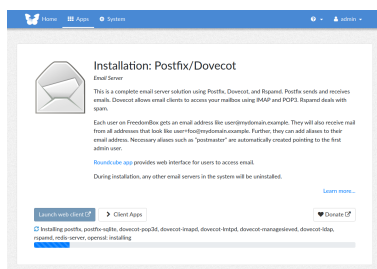 Home Apps System admin
Installation: Postfix/Dovecot
Email Server
This is a complete email server solution using Postfix, Dovecot, and Rspamd. Postfix sends and receives
emails. Dovecot allows email clients to access your mailbox using IMAP and POP3. Rspamd deals with
spam.
Each user on FreedomBox gets an email address like user@mydomain.example. They will also receive mail
from all addresses that look like user+foo@mydomain.example. Further, they can add aliases to their
email address. Necessary aliases such as "postmaster" are automatically created pointing to the first
admin user.
Roundcube app provides web interface for users to access email.
During installation, any other email servers in the system will be uninstalled.
Learn more...
Launch web client Client Apps Donate
Installing postfix, postfix-sqlite, dovecot-pop3d, dovecot-imapd, dovecot-lmtpd, dovecot-managesieved, dovecot-ldap,
rspamd, redis-server, openssl: installing